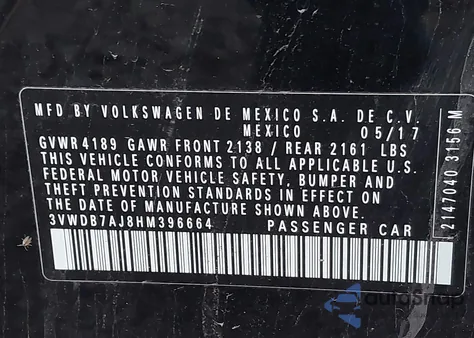 MFD BY VOLKSWAGEN DE MEXICO S.A. DE C.V.
MEXICO 05/17
GVWR 4189 GAWR FRONT 2138 / REAR 2161 LBS
THIS VEHICLE CONFORMS TO ALL APPLICABLE U.S.
FEDERAL MOTOR VEHICLE SAFETY, BUMPER AND
THEFT PREVENTION STANDARDS IN EFFECT ON THE
DATE OF MANUFACTURE SHOWN ABOVE.
3VWDB7AJ8HM396664 PASSENGER CAR
2147040 3156 M
autosnap